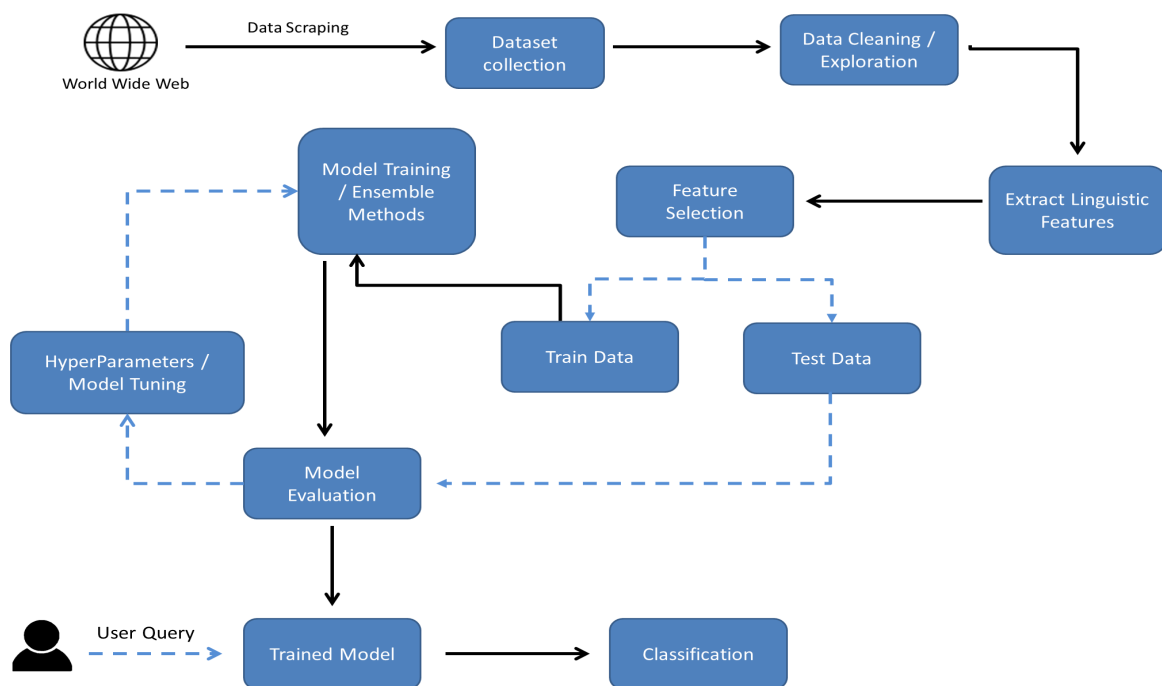 Data Scraping
World Wide Web
Dataset
collection
Data Cleaning /
Exploration
Model Training
/ Ensemble
Methods
Feature
Selection
Extract Linguistic
Features
HyperParameters /
Model Tuning
Train Data
Test Data
Model
Evaluation
User Query
Trained Model
Classification